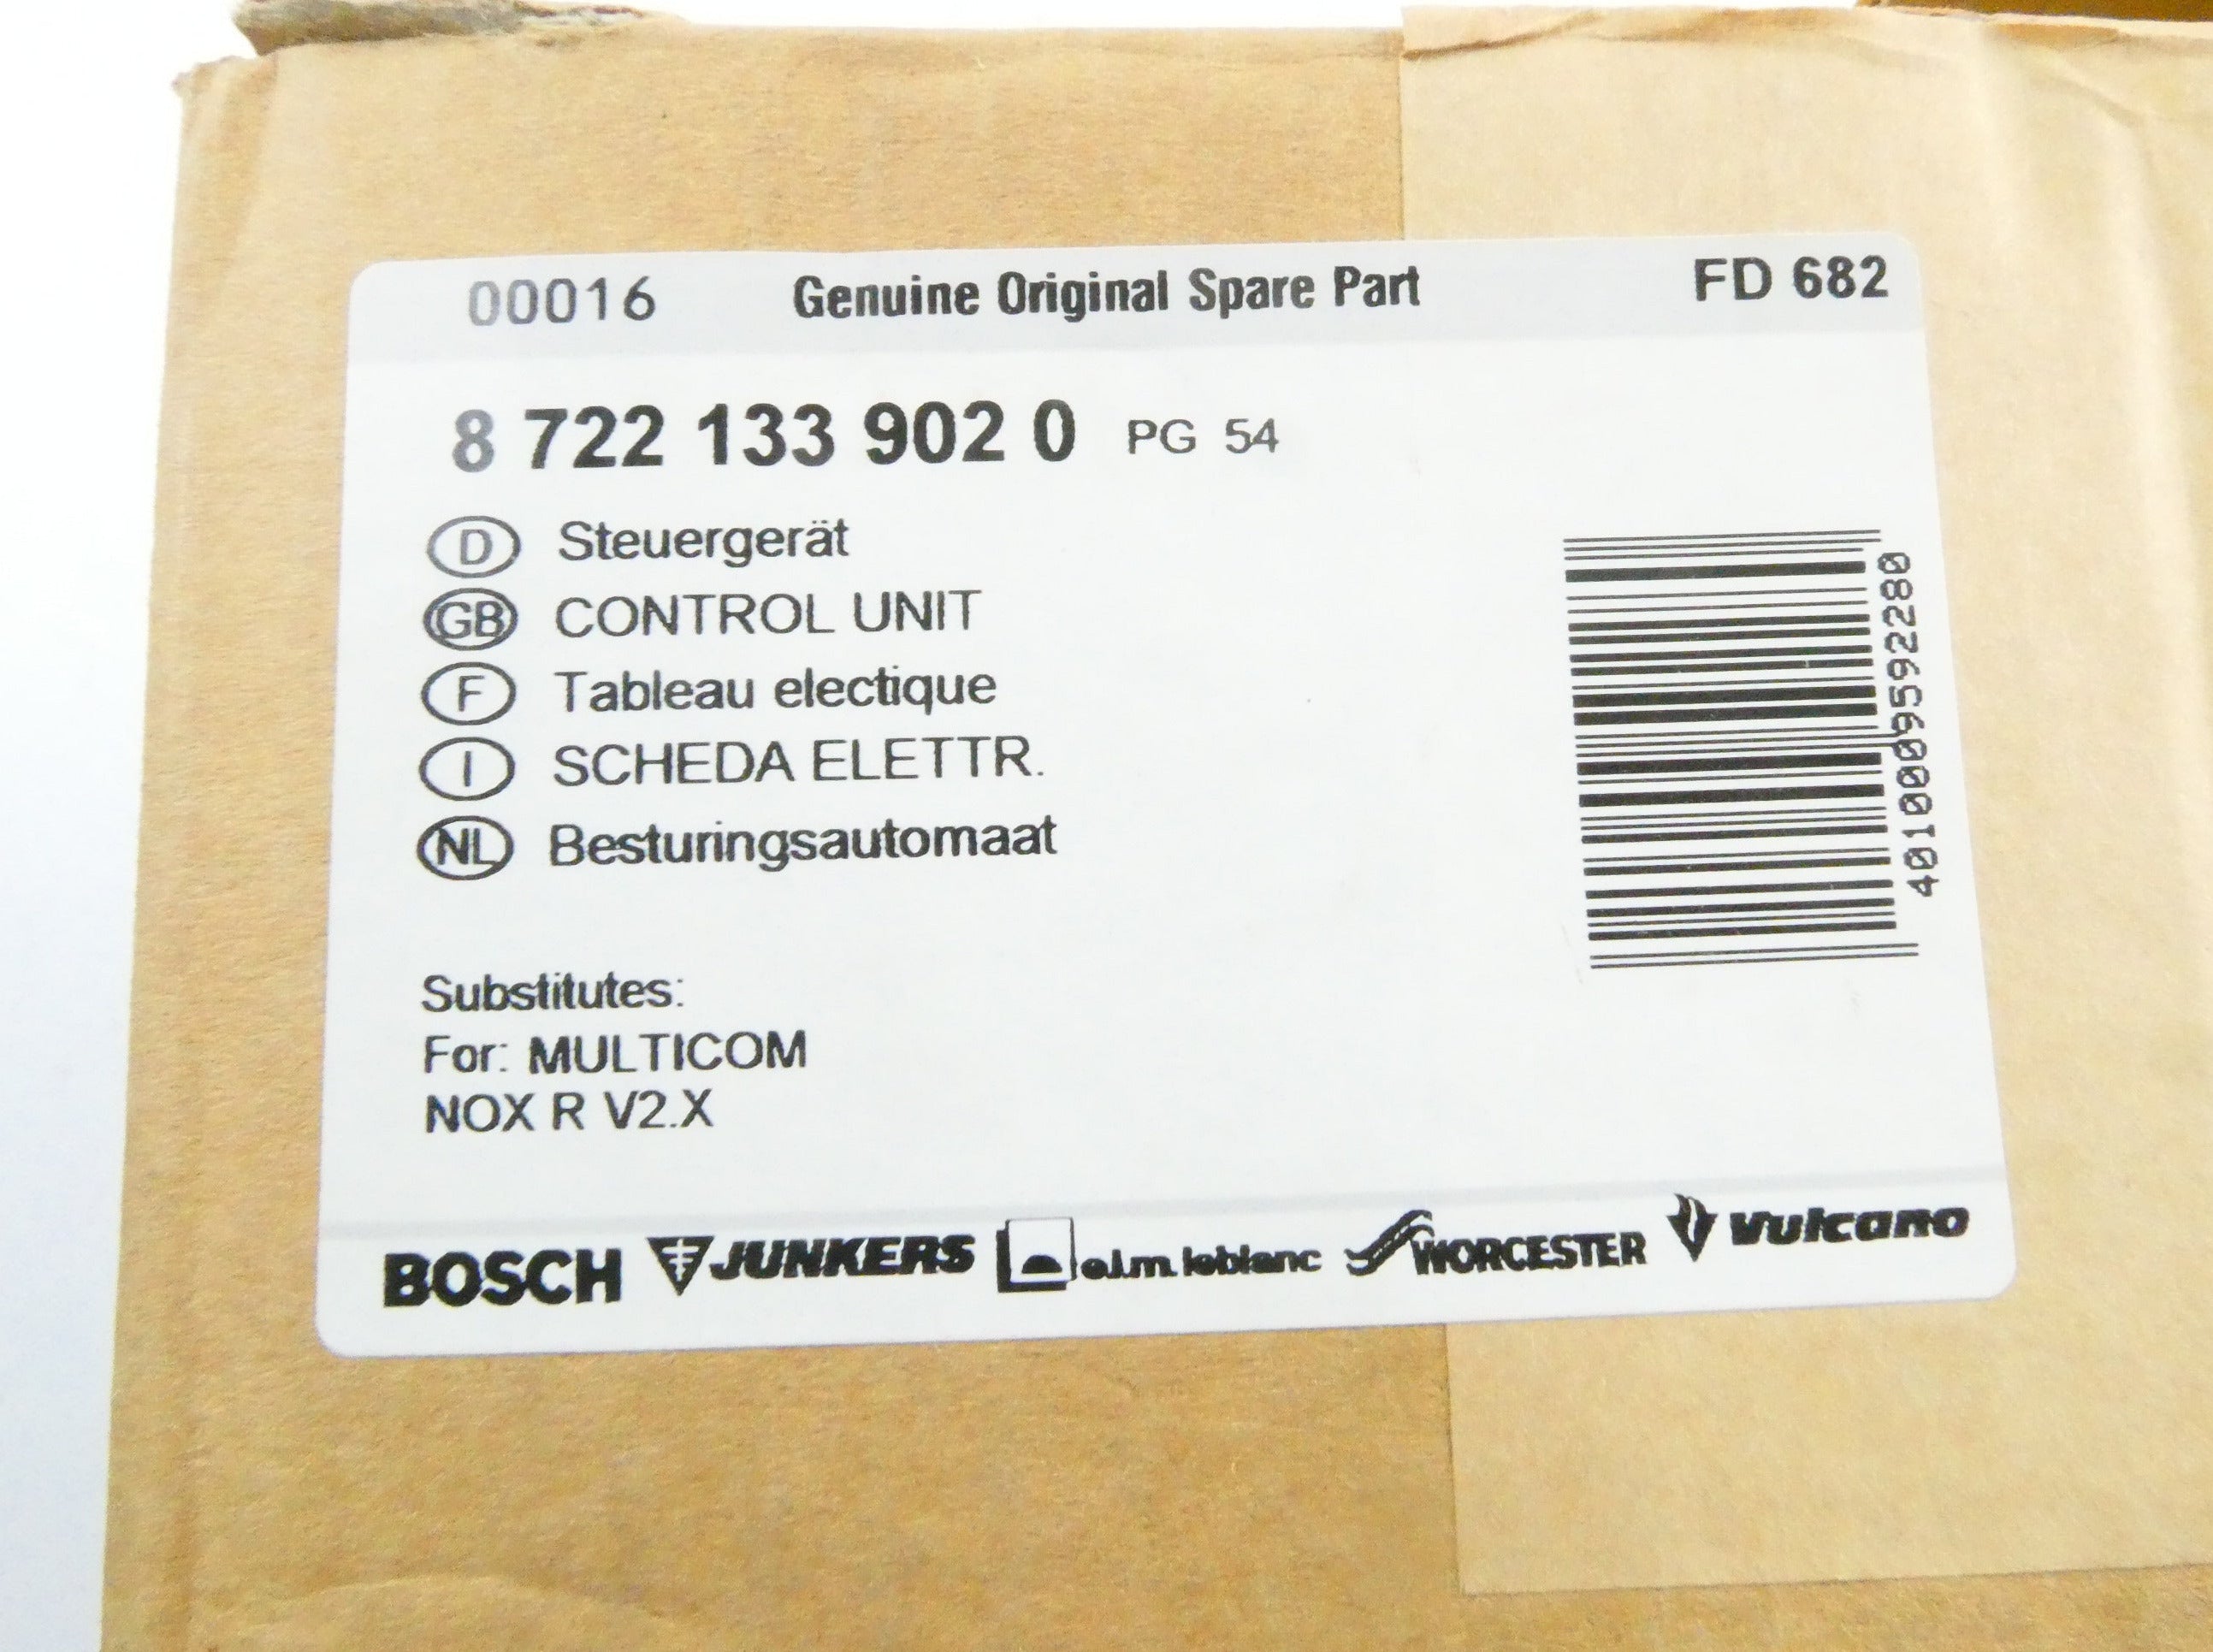 00016 Genuine Original Spare Part FD 682
8 722 133 902 0 PG 54
D Steuergerät
GB CONTROL UNIT
F Tableau electique
I SCHEDA ELETTR.
NL Besturingsautomaat
4010009592280
Substitutes:
For: MULTICOM
NOX R V2.X
BOSCH JUNKERS e.l.m. leblanc WORCESTER Vulcano